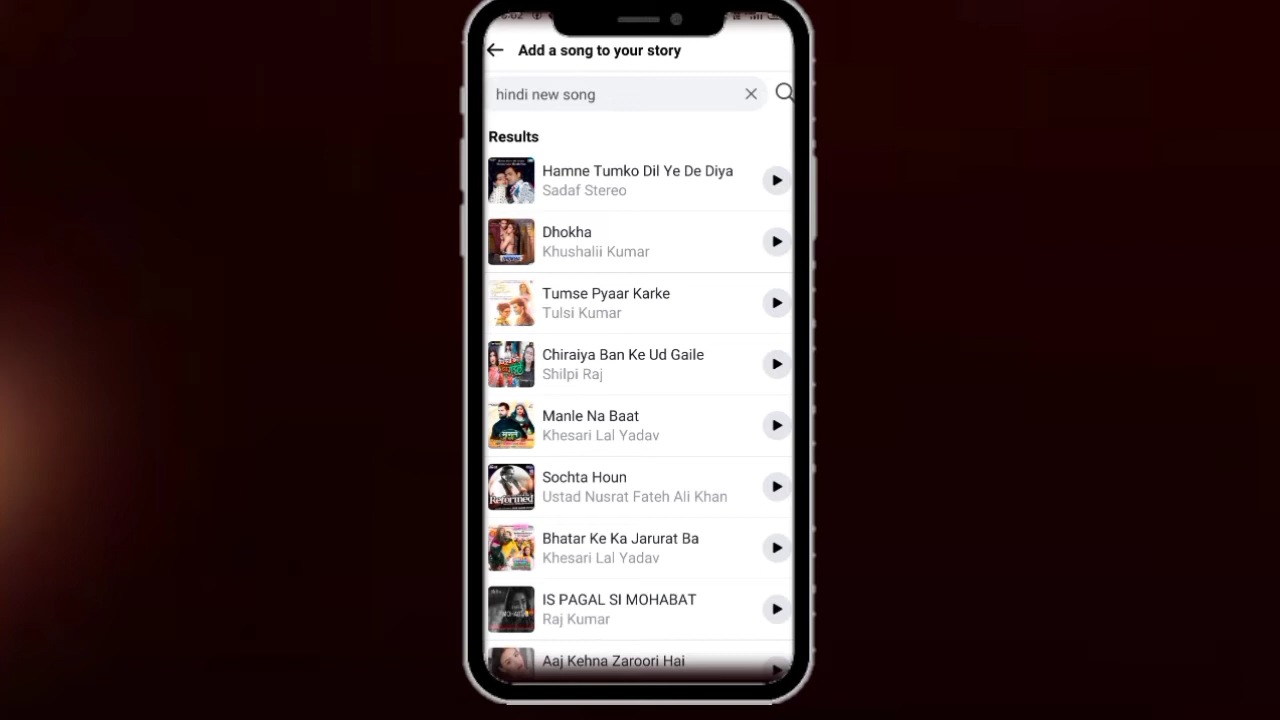 Add a song to your story
hindi new song
Results
Hamne Tumko Dil Ye De Diya
Sadaf Stereo
Dhokha
Khushalii Kumar
Tumse Pyaar Karke
Tulsi Kumar
Chiraiya Ban Ke Ud Gaile
Shilpi Raj
Manle Na Baat
Khesari Lal Yadav
Sochta Houn
Ustad Nusrat Fateh Ali Khan
Reformed
Bhatar Ke Ka Jarurat Ba
Khesari Lal Yadav
IS PAGAL SI MOHABAT
Raj Kumar
Aaj Kehna Zaroori Hai